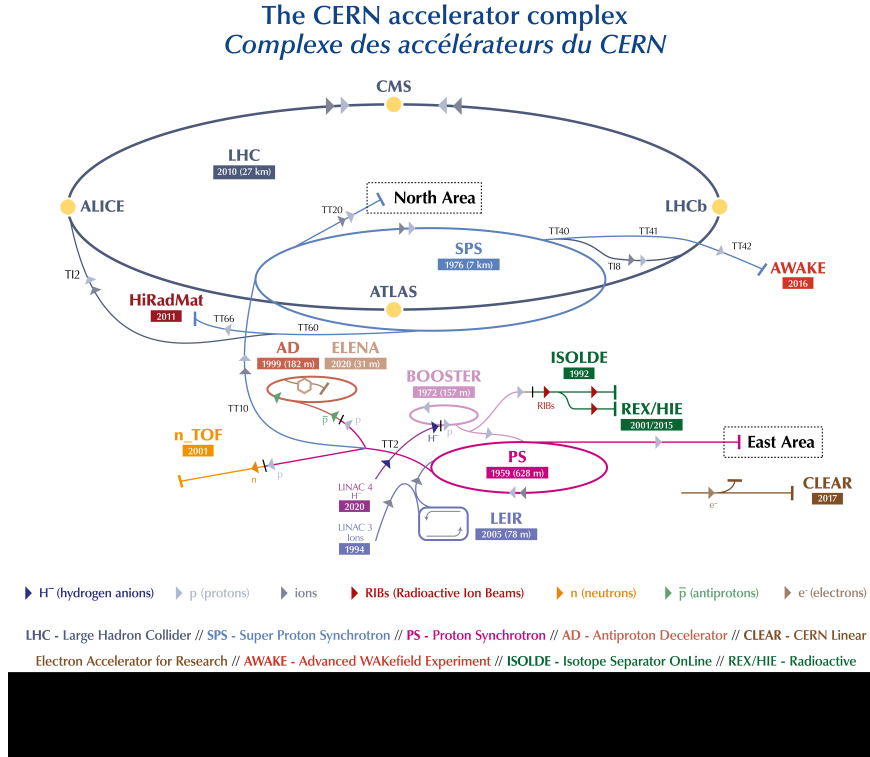 The CERN accelerator complex
Complexe des accélérateurs du CERN
CMS
LHC
2010 (27 km)
ALICE
LHCb
TT20
North Area
SPS
1976 (7 km)
TT40
TT41
TT42
TI8
TI2
AWAKE
2016
HiRadMat
2011
ATLAS
TT66
TT60
AD
1999 (182 m)
ELENA
2020 (31 m)
ISOLDE
1992
BOOSTER
1972 (157 m)
RIBs
REX/HIE
2001/2015
TT10
p̅
p
H⁻
p
n_TOF
2001
TT2
East Area
PS
1959 (628 m)
n
p
LINAC 4
H⁻
2020
CLEAR
2017
e⁻
LINAC 3
Ions
1994
LEIR
2005 (78 m)
H⁻ (hydrogen anions)
p (protons)
ions
RIBs (Radioactive Ion Beams)
n (neutrons)
p̅ (antiprotons)
e⁻ (electrons)
LHC - Large Hadron Collider // SPS - Super Proton Synchrotron // PS - Proton Synchrotron // AD - Antiproton Decelerator // CLEAR - CERN Linear
Electron Accelerator for Research // AWAKE - Advanced WAKefield Experiment // ISOLDE - Isotope Separator OnLine // REX/HIE - Radioactive